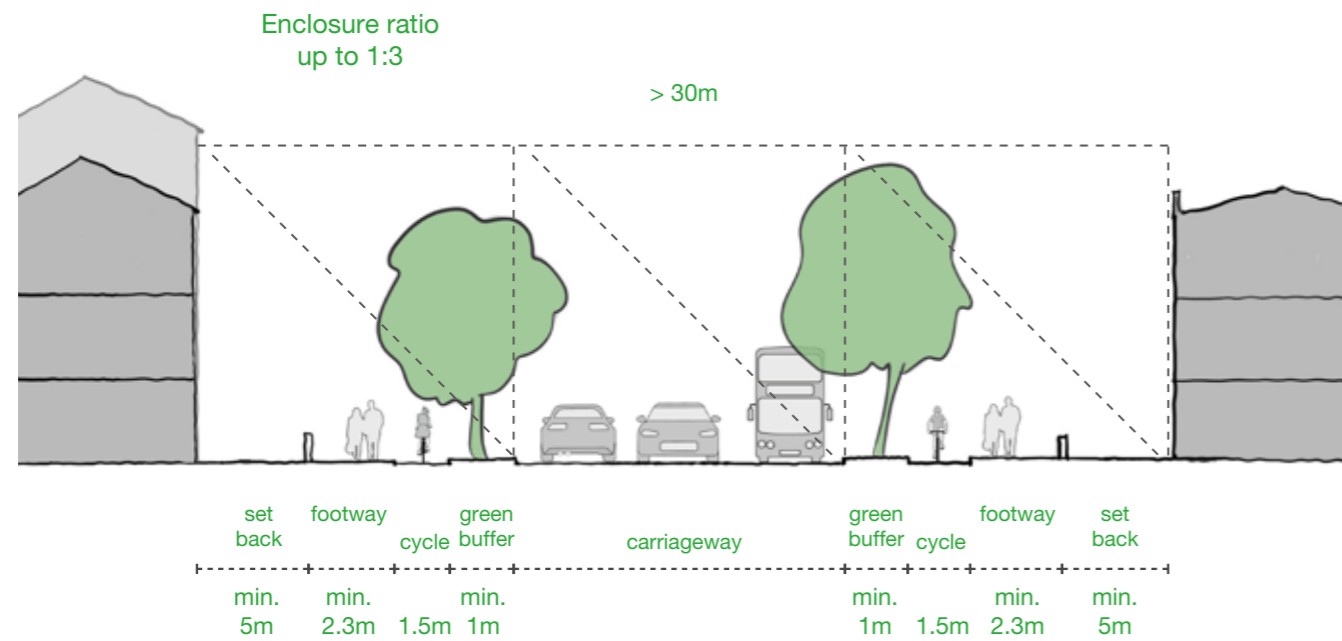 Enclosure ratio
up to 1:3
> 30m
set
back
footway
cycle
green
buffer
carriageway
green
buffer
cycle
footway
set
back
min.
5m
min.
2.3m
1.5m
min.
1m
min.
1m
1.5m
min.
2.3m
min.
5m